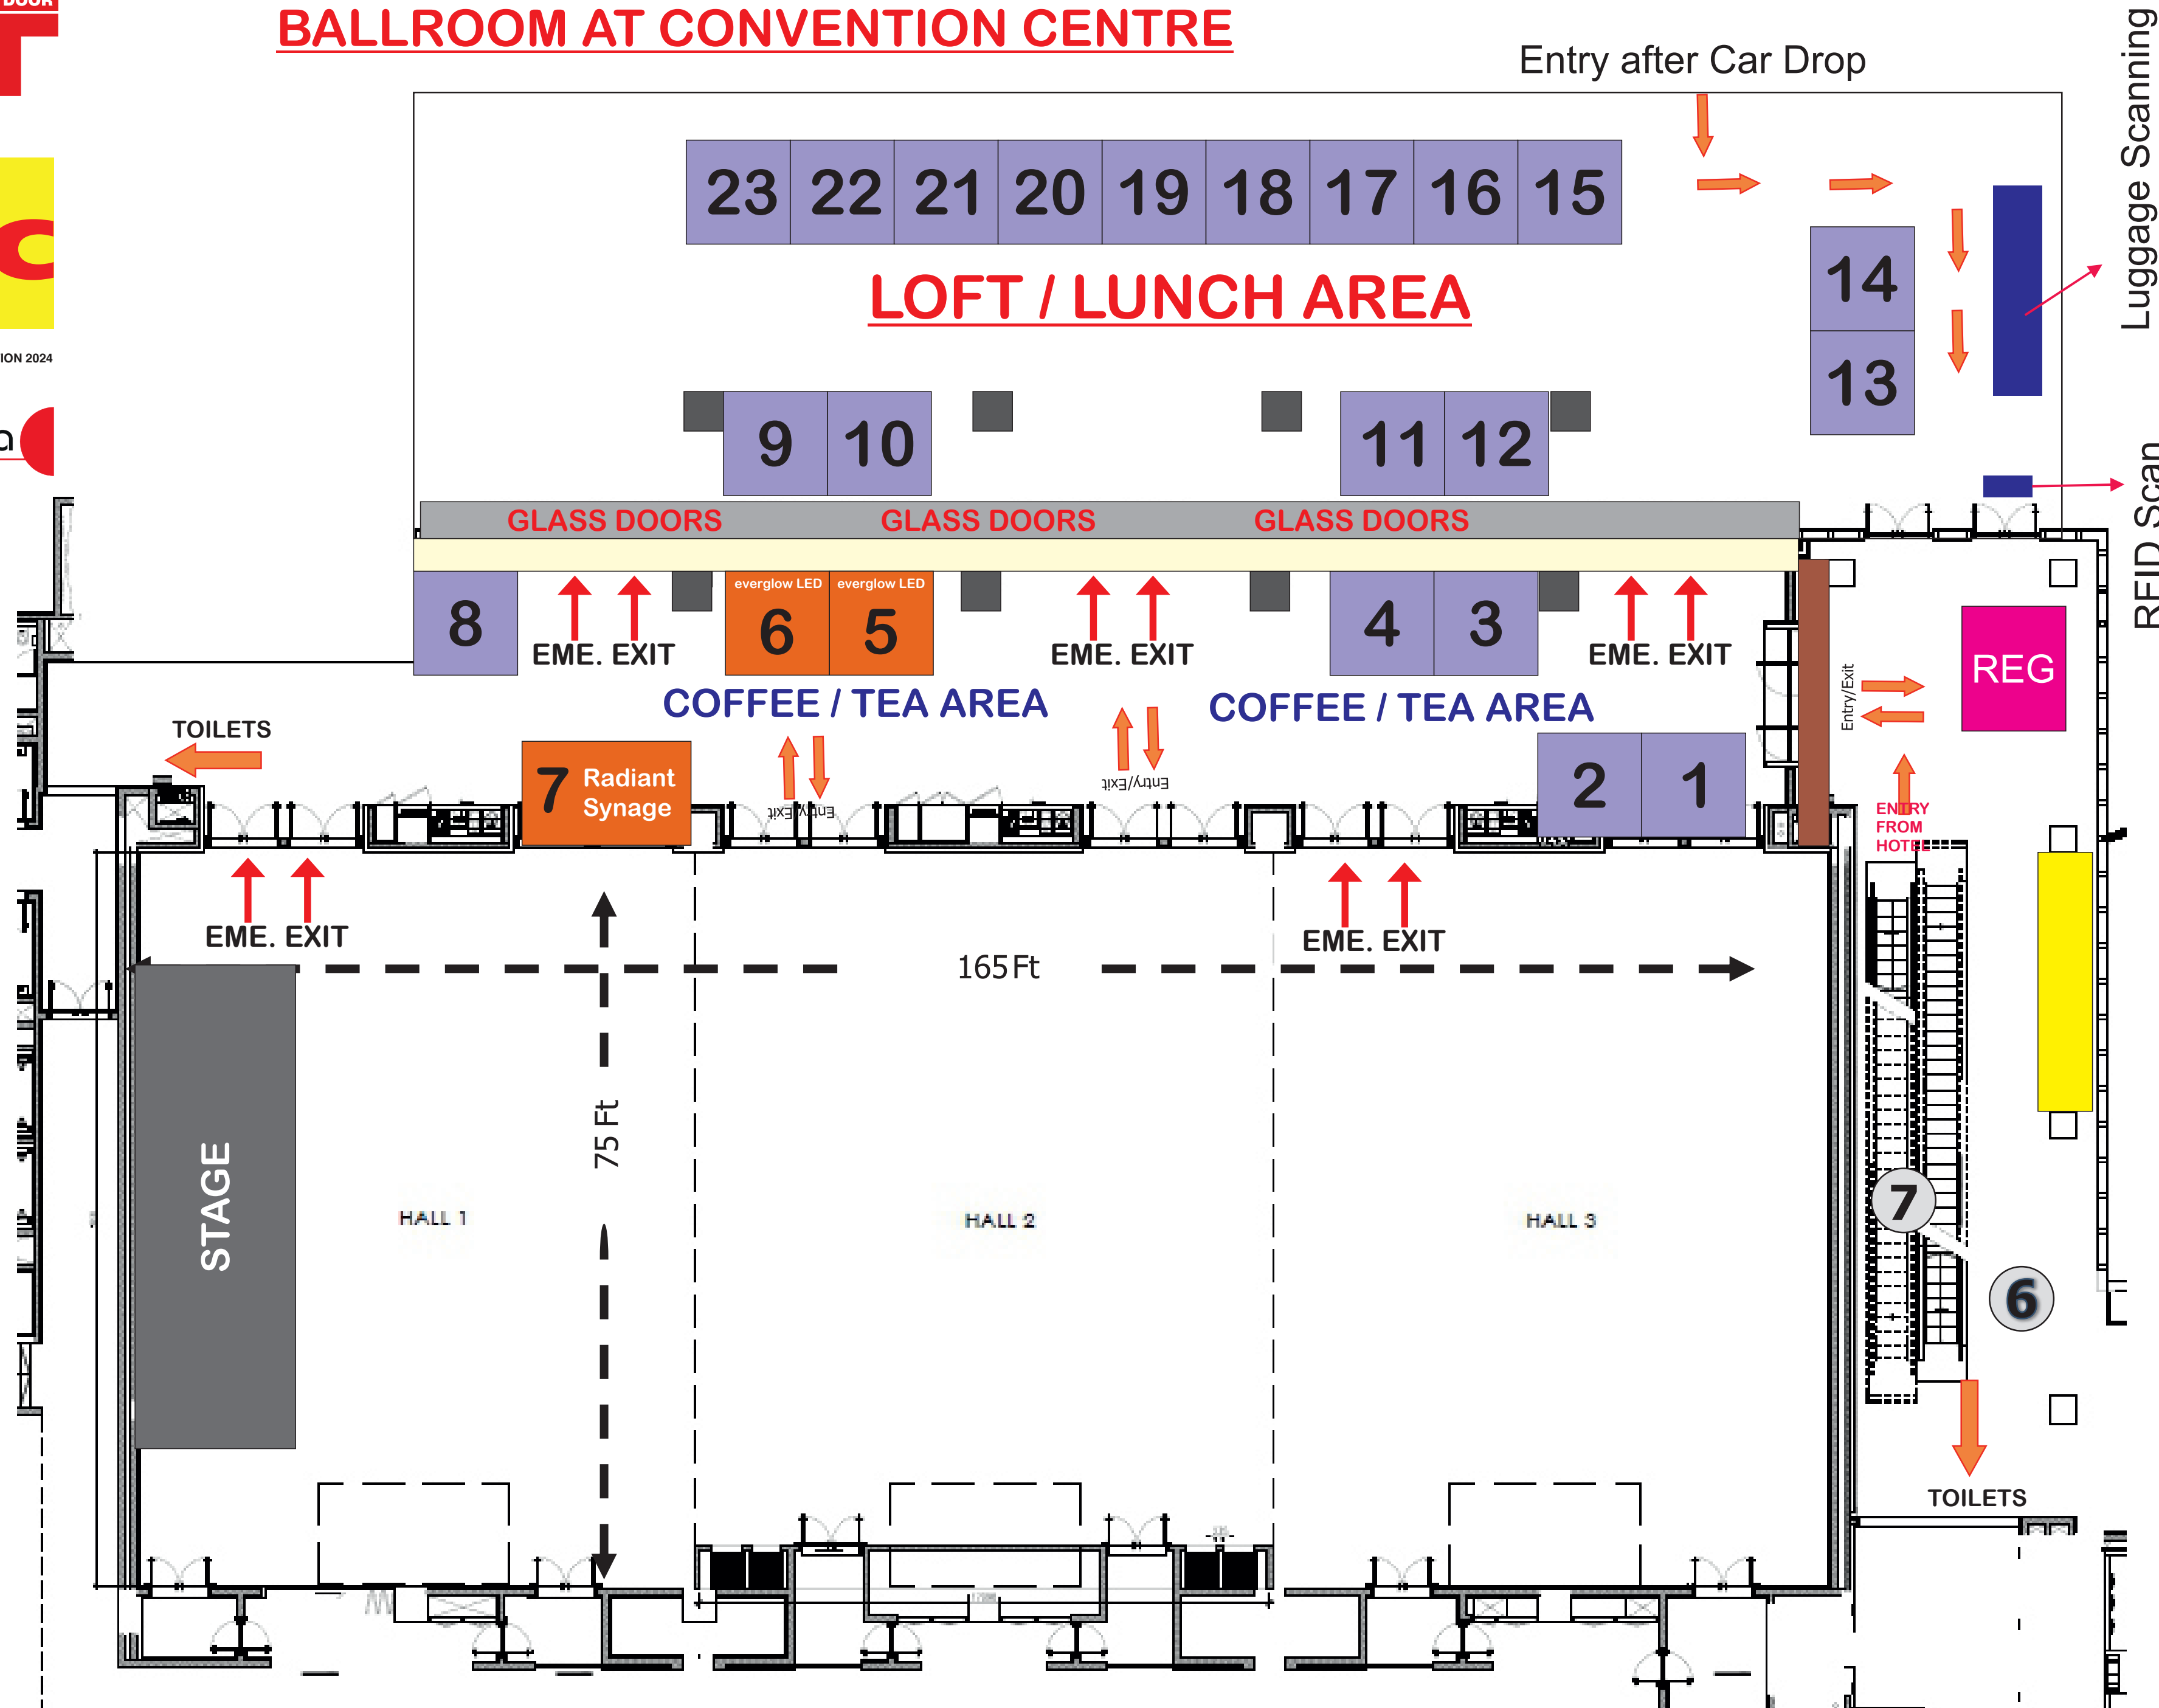 DOOR
BALLROOM AT CONVENTION CENTRE
Entry after Car Drop
Luggage Scanning
23 22 21 20 19 18 17 16 15
LOFT / LUNCH AREA
14
13
ION 2024
a
9 10
11 12
RFID Scan
GLASS DOORS GLASS DOORS GLASS DOORS
8
EME. EXIT
everglow LED
6
everglow LED
5
EME. EXIT
4 3
EME. EXIT
REG
Entry/Exit
COFFEE / TEA AREA
COFFEE / TEA AREA
TOILETS
7 Radiant
Synage
Entry/Exit
Entry/Exit
2 1
ENTRY
FROM
HOTEL
EME. EXIT
EME. EXIT
165 Ft
75 Ft
STAGE
HALL 1
HALL 2
HALL 3
7
6
TOILETS